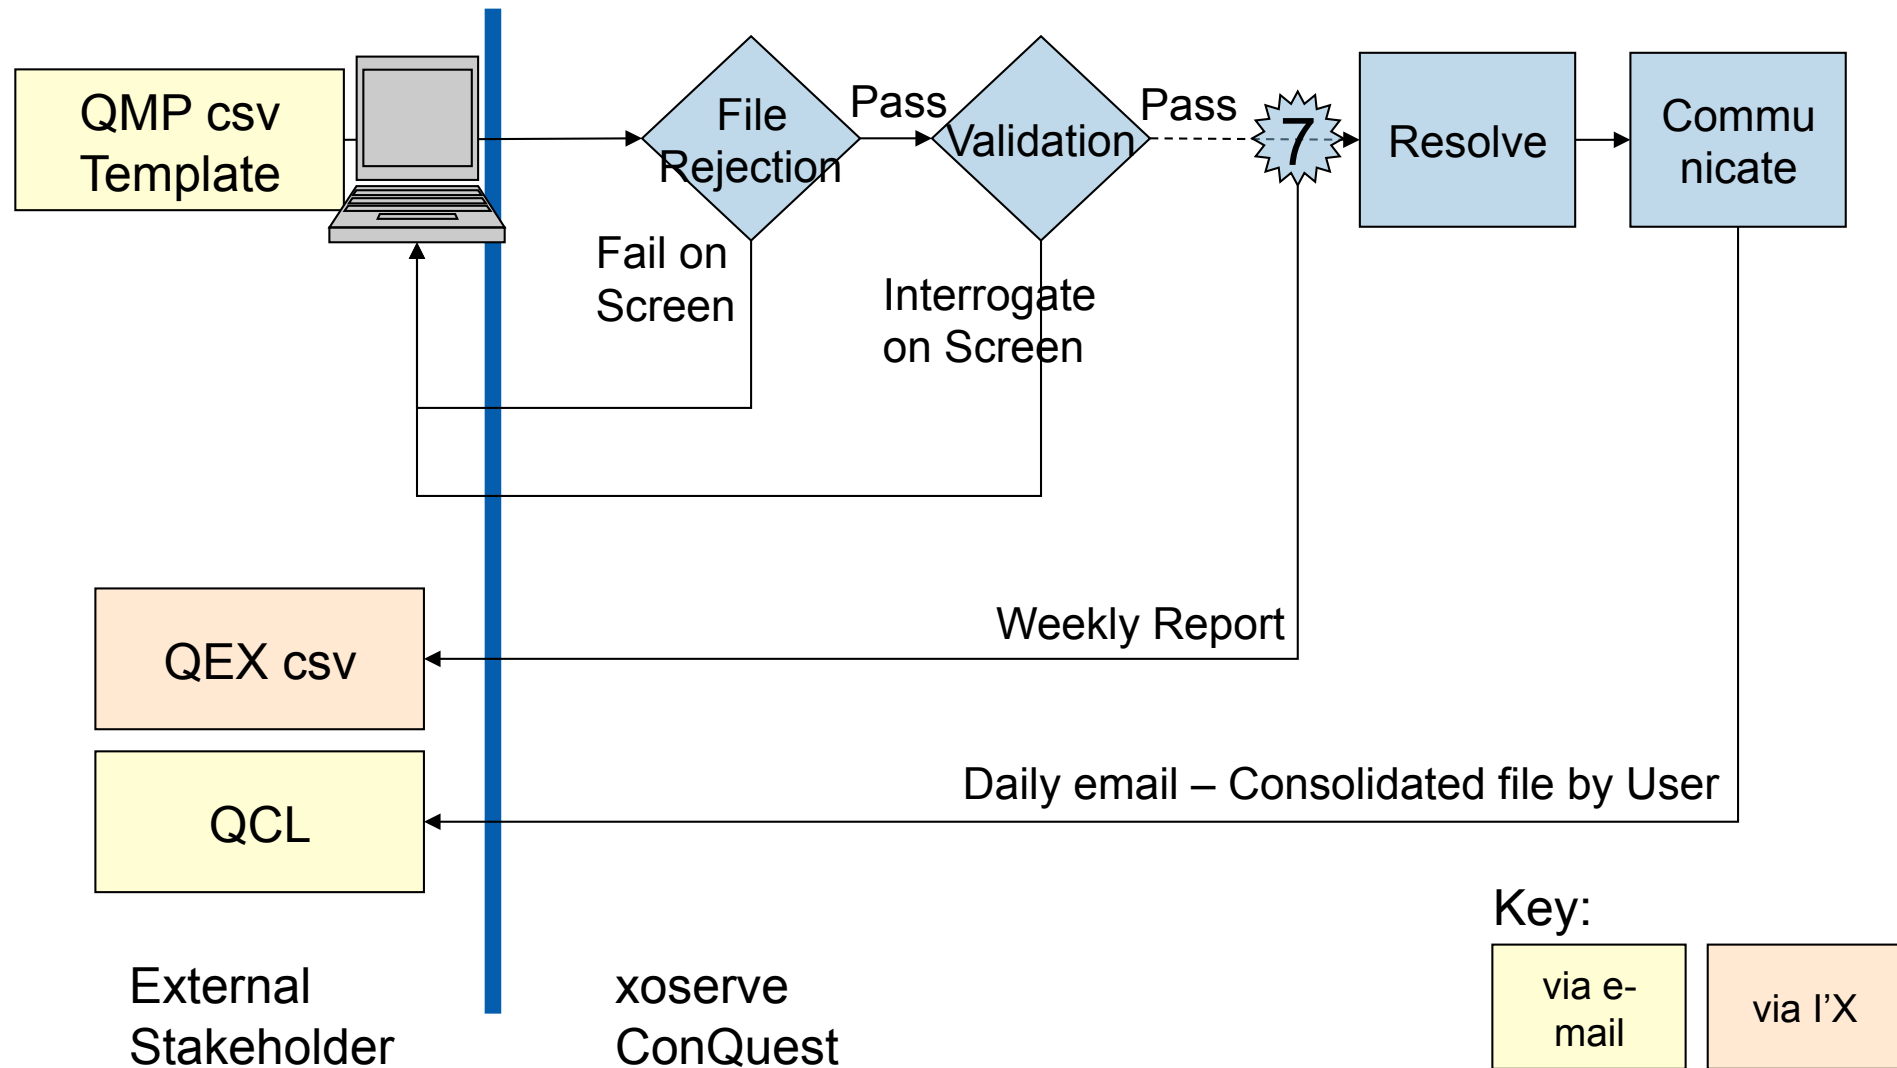 QMP csv
Template
File
Rejection
Pass
Validation
Pass
7
Resolve
Commu
nicate
Fail on
Screen
Interrogate
on Screen
QEX csv
Weekly Report
QCL
Daily email – Consolidated file by User
Key:
via e-
mail
via I’X
External
Stakeholder
xoserve
ConQuest